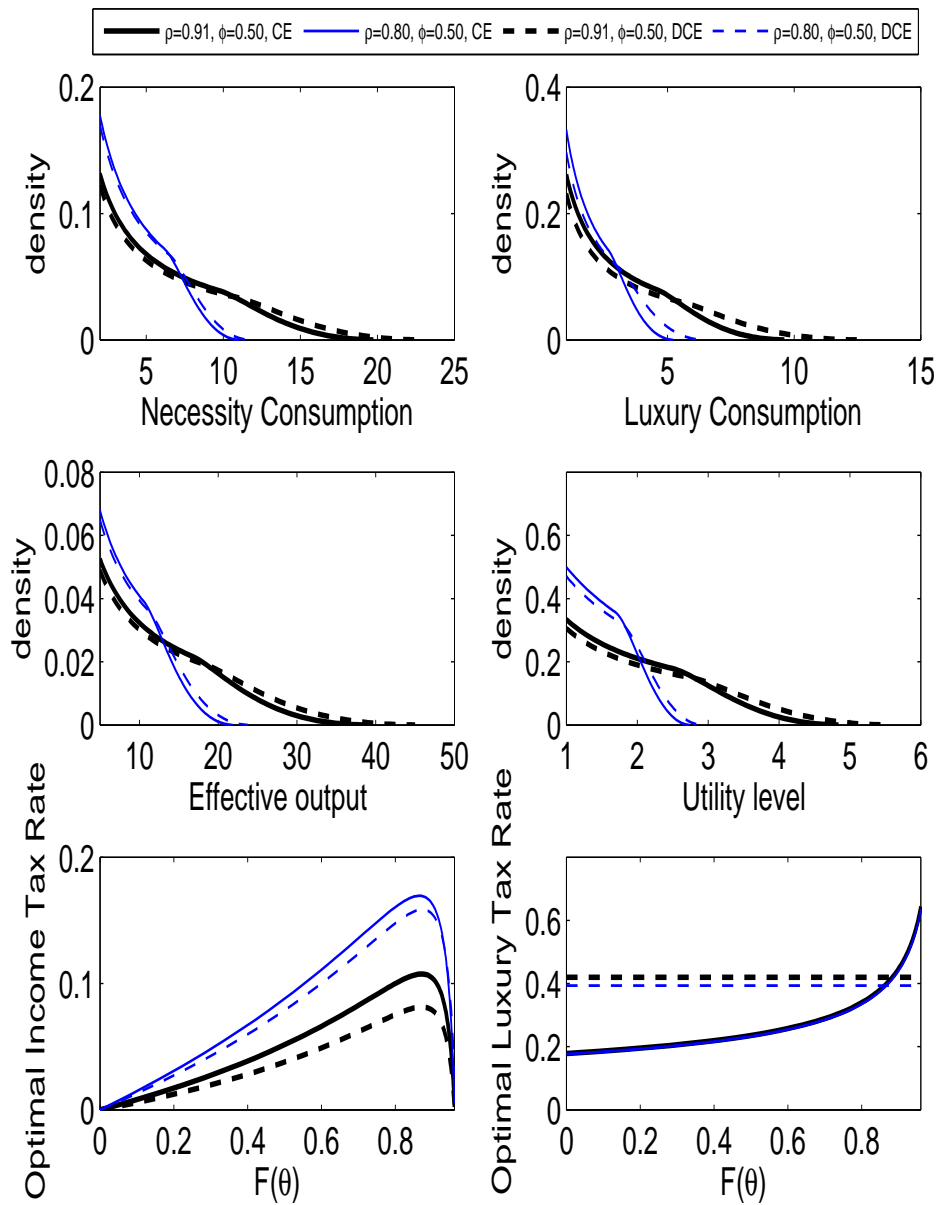 ρ=0.91, ϕ=0.50, CE ρ=0.80, ϕ=0.50, CE ρ=0.91, ϕ=0.50, DCE ρ=0.80, ϕ=0.50, DCE
0.2
0.1
0
density
5 10 15 20 25
Necessity Consumption
0.4
0.2
0
density
5 10 15
Luxury Consumption
0.08
0.06
0.04
0.02
0
density
10 20 30 40 50
Effective output
0.6
0.4
0.2
0
density
1 2 3 4 5 6
Utility level
0.2
0.1
0
Optimal Income Tax Rate
0 0.2 0.4 0.6 0.8
F(θ)
0.6
0.4
0.2
0
Optimal Luxury Tax Rate
0 0.2 0.4 0.6 0.8
F(θ)